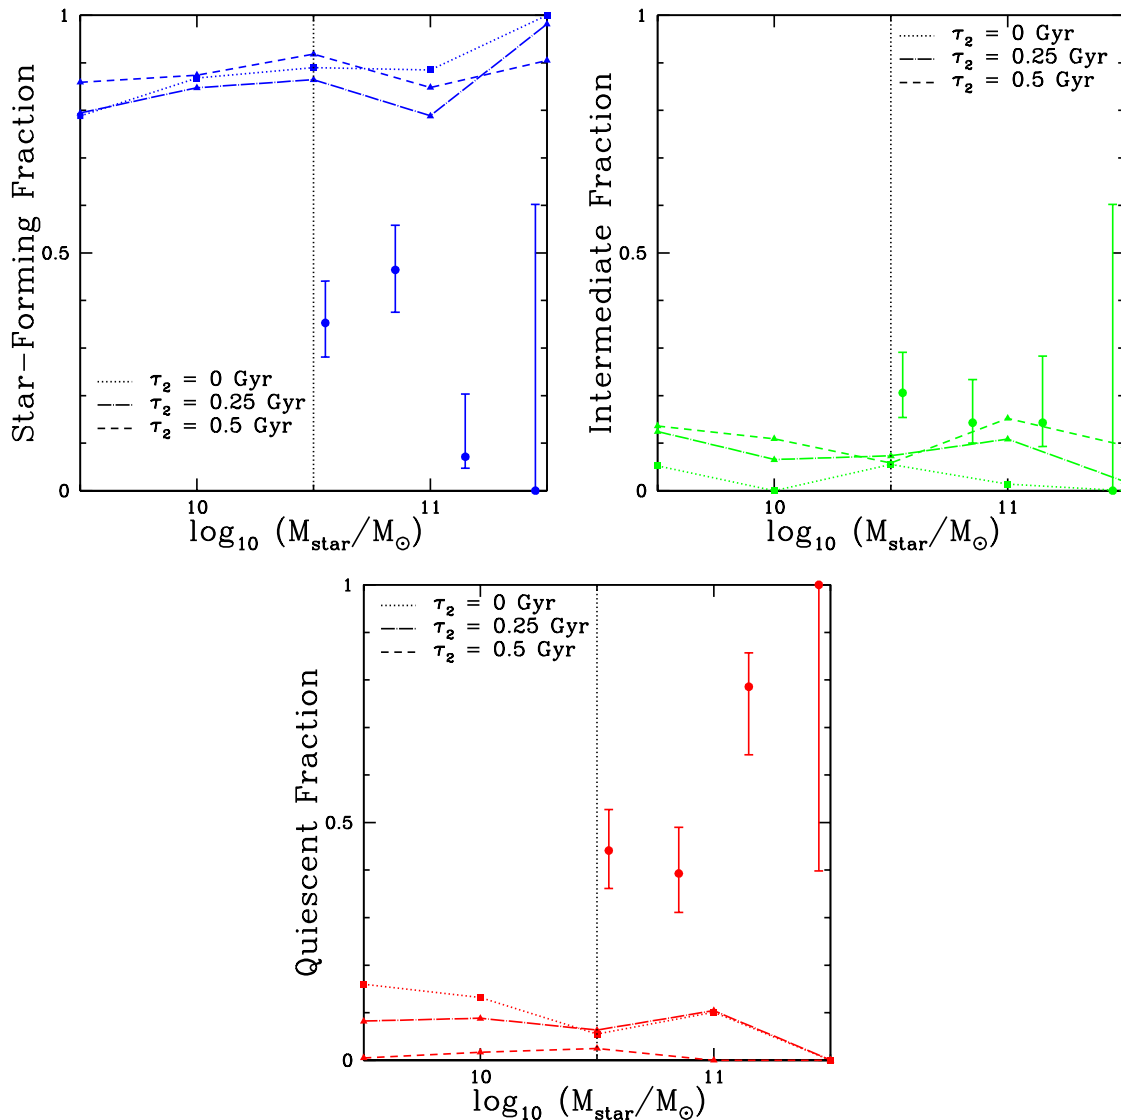 1
0.5
0
Star-Forming Fraction
τ₂ = 0 Gyr
τ₂ = 0.25 Gyr
τ₂ = 0.5 Gyr
10
11
log₁₀ (M_star/M_⊙)
1
0.5
0
Intermediate Fraction
τ₂ = 0 Gyr
τ₂ = 0.25 Gyr
τ₂ = 0.5 Gyr
10
11
log₁₀ (M_star/M_⊙)
1
0.5
0
Quiescent Fraction
τ₂ = 0 Gyr
τ₂ = 0.25 Gyr
τ₂ = 0.5 Gyr
10
11
log₁₀ (M_star/M_⊙)